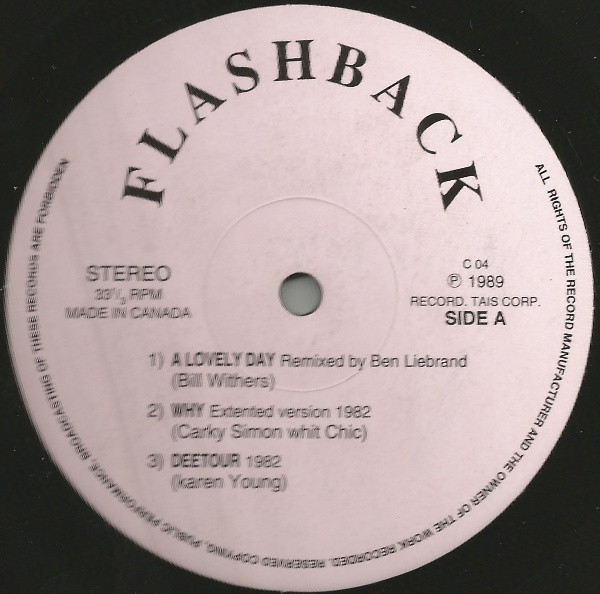 FLASHBACK
STEREO
33 1/3 RPM
MADE IN CANADA
C 04
℗ 1989
RECORD. TAIS CORP.
SIDE A
1) A LOVELY DAY Remixed by Ben Liebrand
(Bill Withers)
2) WHY Extented version 1982
(Carky Simon whit Chic)
3) DEETOUR 1982
(karen Young)
ALL RIGHTS OF THE RECORD MANUFACTURER AND THE OWNER OF THE WORK RECORDED. RESERVED COPYING, PUBLIC PERFORMANCE, BROADCASTING OF THESE RECORDS ARE FORBIDDEN